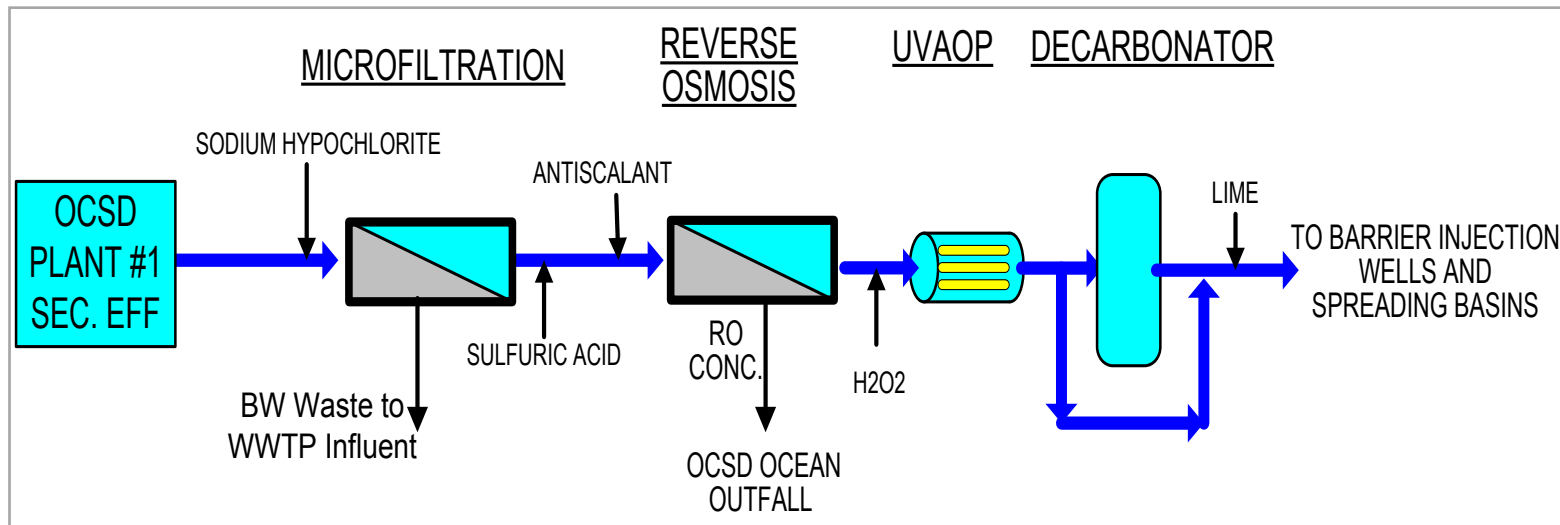 MICROFILTRATION
REVERSE
OSMOSIS
UVAOP
DECARBONATOR
SODIUM HYPOCHLORITE
ANTISCALANT
LIME
OCSD
PLANT #1
SEC. EFF
TO BARRIER INJECTION
WELLS AND
SPREADING BASINS
SULFURIC ACID
RO
CONC.
H2O2
BW Waste to
WWTP Influent
OCSD OCEAN
OUTFALL